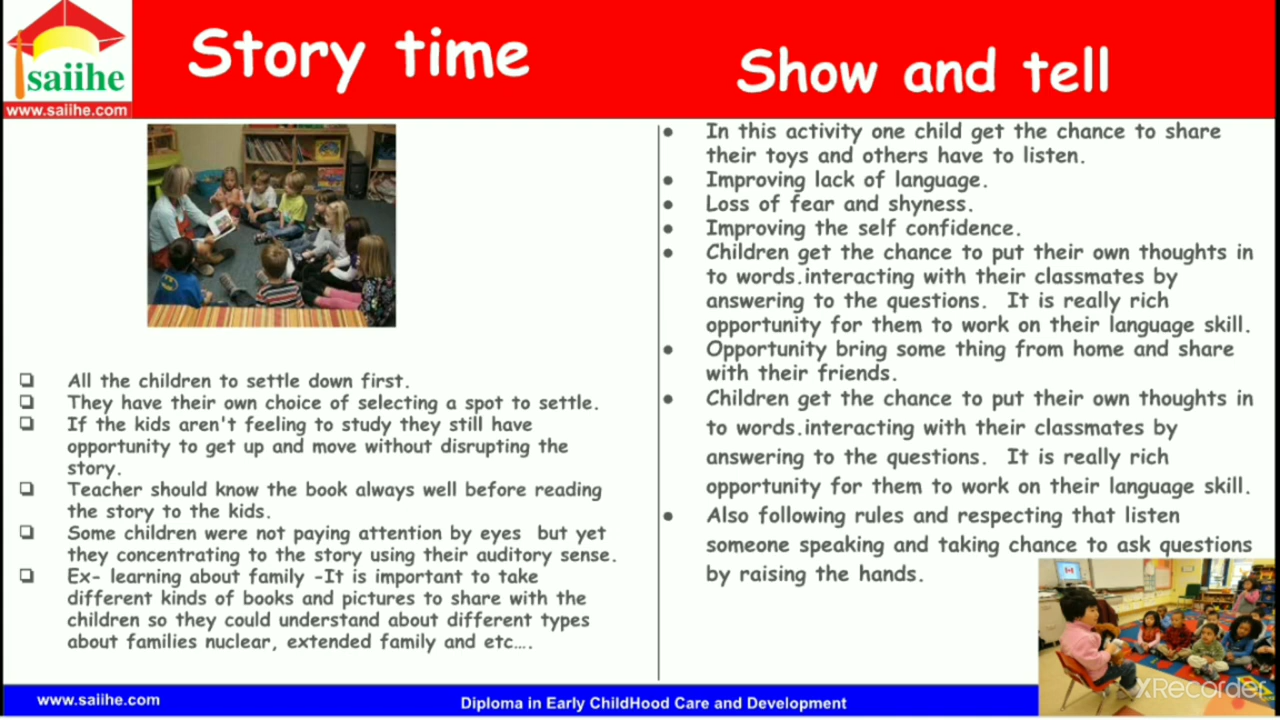 saiihe
www.saiihe.com
Story time
Show and tell
All the children to settle down first.
They have their own choice of selecting a spot to settle.
If the kids aren't feeling to study they still have
opportunity to get up and move without disrupting the
story.
Teacher should know the book always well before reading
the story to the kids.
Some children were not paying attention by eyes but yet
they concentrating to the story using their auditory sense.
Ex- learning about family -It is important to take
different kinds of books and pictures to share with the
children so they could understand about different types
about families nuclear, extended family and etc....
In this activity one child get the chance to share
their toys and others have to listen.
Improving lack of language.
Loss of fear and shyness.
Improving the self confidence.
Children get the chance to put their own thoughts in
to words.interacting with their classmates by
answering to the questions. It is really rich
opportunity for them to work on their language skill.
Opportunity bring some thing from home and share
with their friends.
Children get the chance to put their own thoughts in
to words.interacting with their classmates by
answering to the questions. It is really rich
opportunity for them to work on their language skill.
Also following rules and respecting that listen
someone speaking and taking chance to ask questions
by raising the hands.
www.saiihe.com
Diploma in Early ChildHood Care and Development
XRecorder